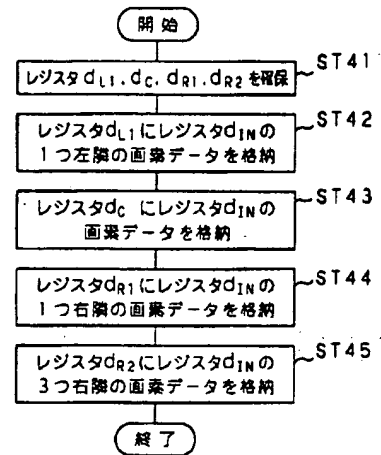 開始
レジスタdL1、dC、dR1、dR2を確保
ST41
レジスタdL1にレジスタdINの
1つ左隣の画素データを格納
ST42
レジスタdCにレジスタdINの
画素データを格納
ST43
レジスタdR1にレジスタdINの
1つ右隣の画素データを格納
ST44
レジスタdR2にレジスタdINの
3つ右隣の画素データを格納
ST45
終了